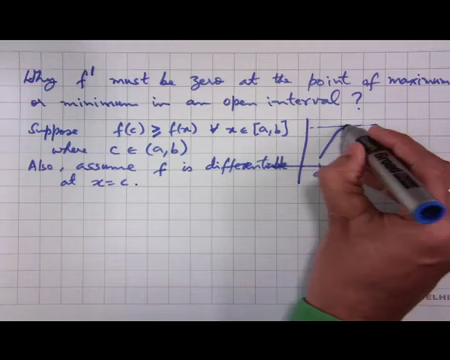 Why f' must be zero at the point of maximum
or minimum in an open interval ?
Suppose f(c) ⩾ f(x) ∀ x ∈ [a,b]
where c ∈ (a,b)
Also, assume f is differentiable
at x = c.
DELHI